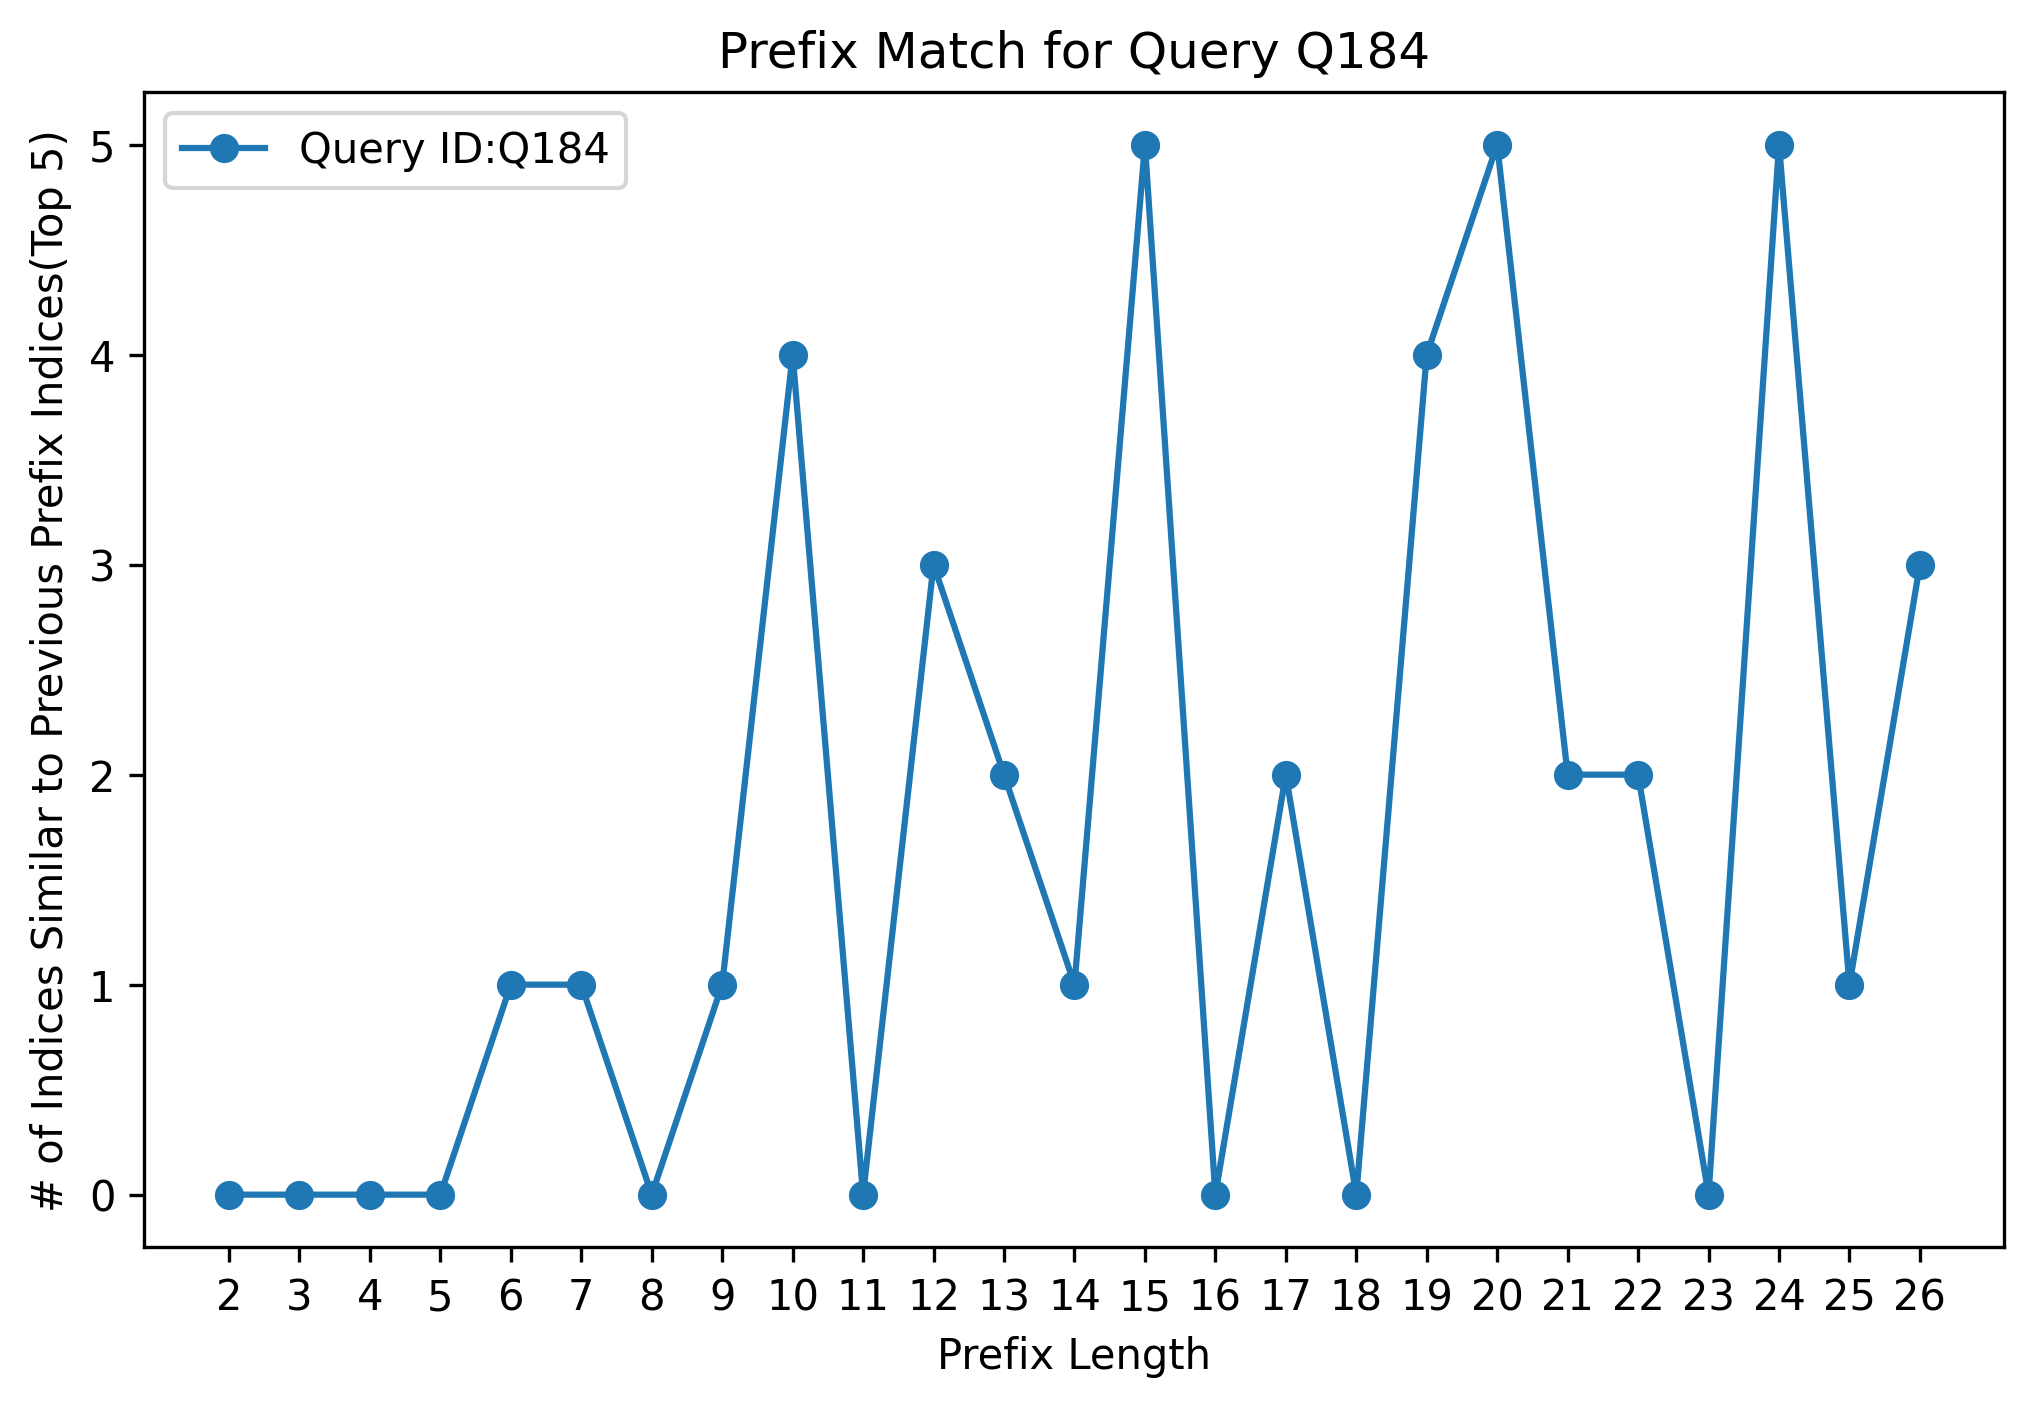 Prefix Match for Query Q184
Query ID:Q184
# of Indices Similar to Previous Prefix Indices(Top 5)
5
4
3
2
1
0
2 3 4 5 6 7 8 9 10 11 12 13 14 15 16 17 18 19 20 21 22 23 24 25 26
Prefix Length